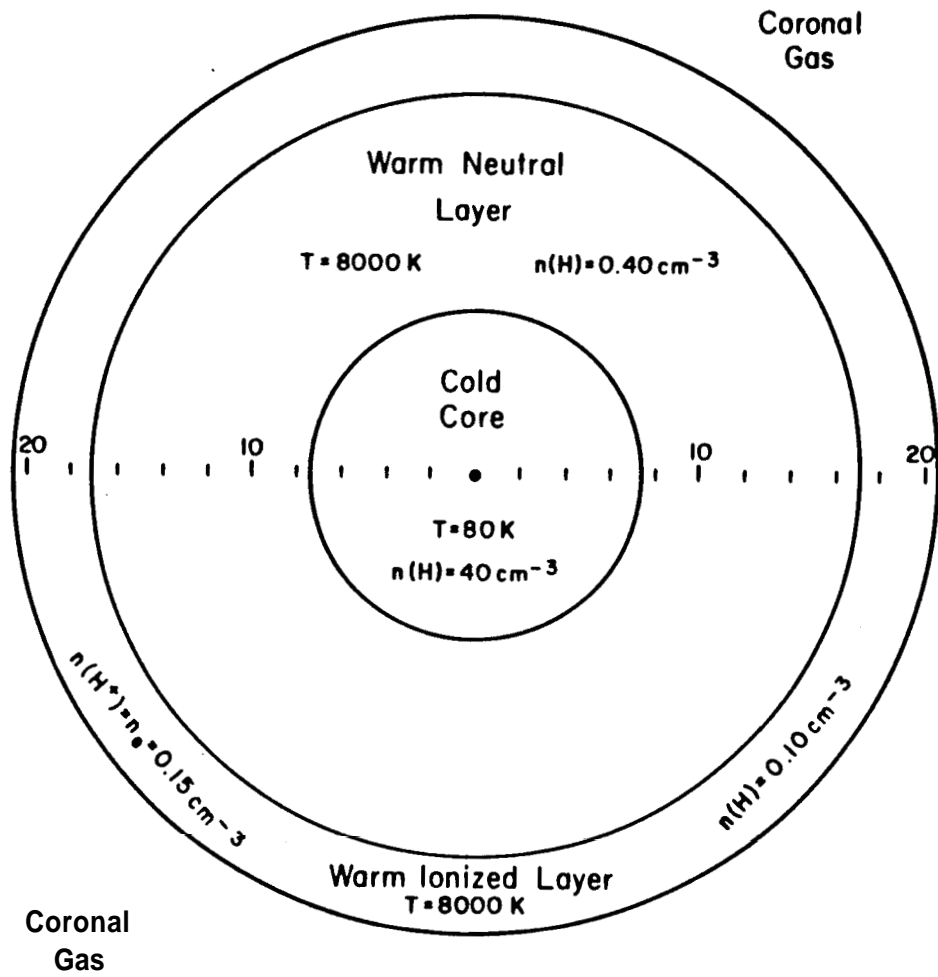 Coronal
Gas
Warm Neutral
Layer
T=8000 K
n(H)=0.40 cm⁻³
Cold
Core
20
10
10
20
T=80 K
n(H)=40 cm⁻³
n(H⁺)=nₑ=0.15 cm⁻³
n(H)=0.10 cm⁻³
Warm Ionized Layer
T=8000 K
Coronal
Gas